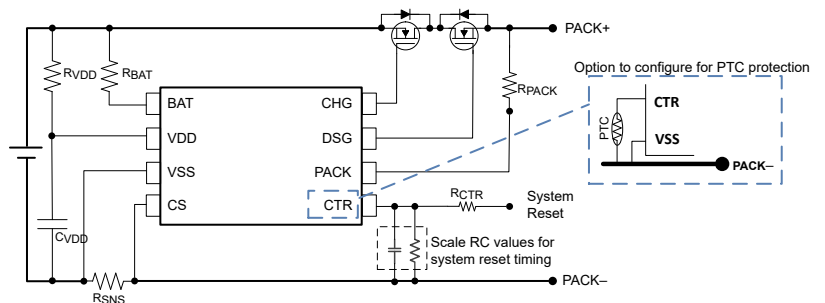 PACK+
Option to configure for PTC protection
RVDD
RBAT
RPACK
BAT
CHG
CTR
PTC
VDD
DSG
VSS
PACK–
VSS
PACK
CS
CTR
RCTR
System
Reset
CVDD
Scale RC values for
system reset timing
RSNS
PACK–